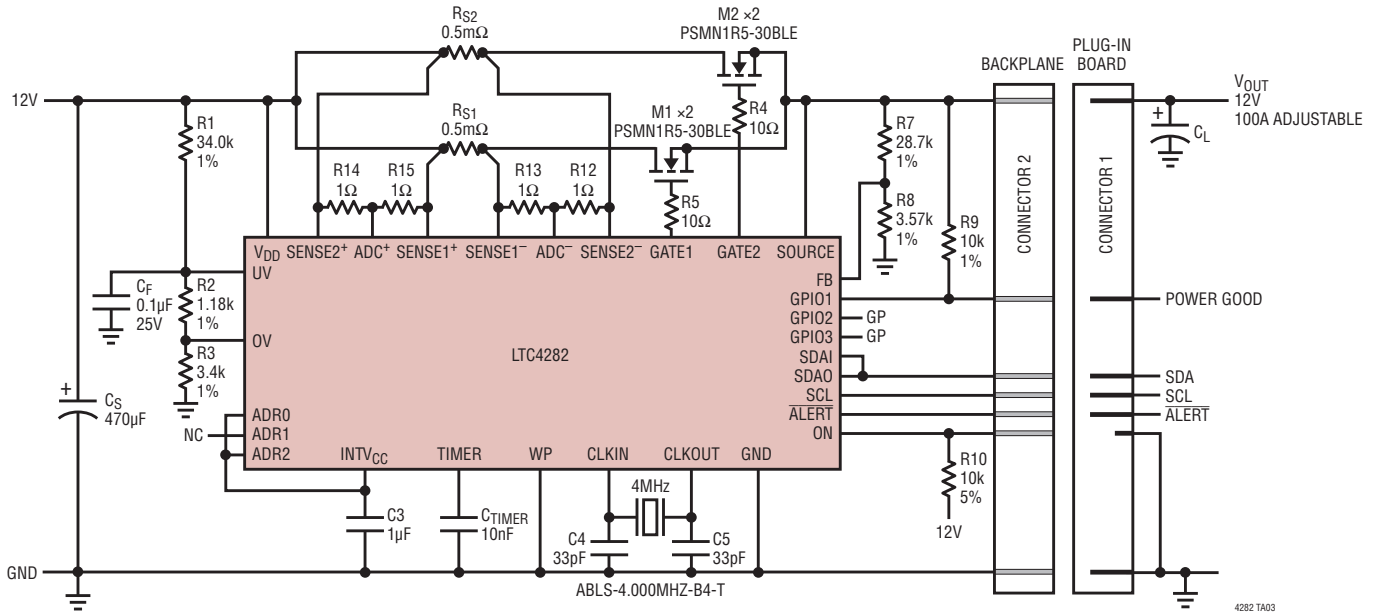 RS2
0.5mΩ
M2 ×2
PSMN1R5-30BLE
BACKPLANE
PLUG-IN
BOARD
12V
R1
34.0k
1%
RS1
0.5mΩ
M1 ×2
PSMN1R5-30BLE
R4
10Ω
R7
28.7k
1%
VOUT
12V
100A ADJUSTABLE
+
CL
R14
1Ω
R15
1Ω
R13
1Ω
R12
1Ω
R5
10Ω
R8
3.57k
1%
R9
10k
1%
CONNECTOR 2
CONNECTOR 1
VDD
SENSE2+
ADC+
SENSE1+
SENSE1−
ADC−
SENSE2−
GATE1
GATE2
SOURCE
UV
FB
CF
0.1µF
25V
R2
1.18k
1%
GPIO1
POWER GOOD
GPIO2
GP
GPIO3
GP
OV
LTC4282
SDAI
R3
3.4k
1%
SDAO
SDA
SCL
SCL
ALERT
ALERT
ON
+
CS
470µF
ADR0
NC
ADR1
ADR2
INTVCC
TIMER
WP
CLKIN
CLKOUT
GND
R10
10k
5%
12V
4MHz
C3
1µF
CTIMER
10nF
C4
33pF
C5
33pF
GND
ABLS-4.000MHZ-B4-T
4282 TA03